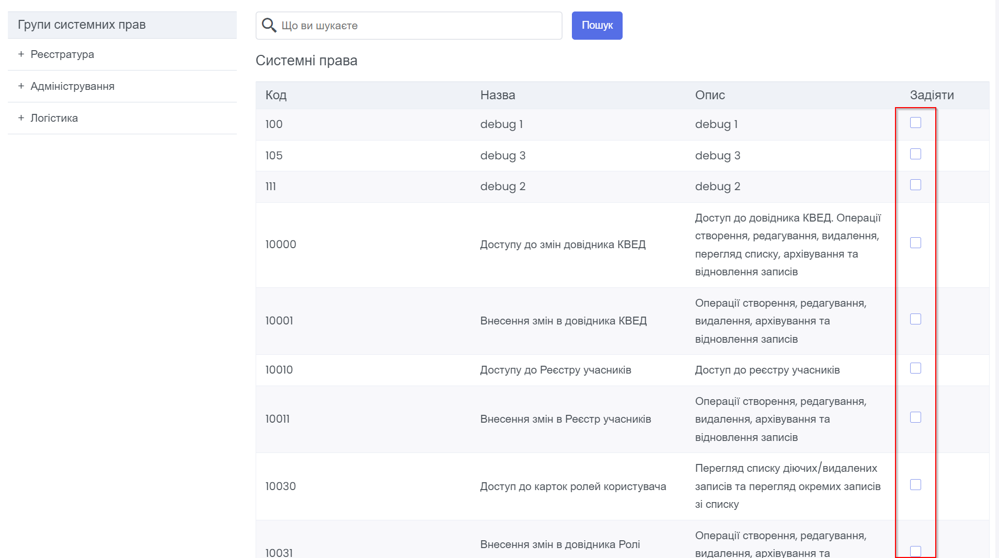 Групи системних прав
+ Реєстратура
+ Адміністрування
+ Логістика
Що ви шукаєте
Пошук
Системні права
Код Назва Опис Задіяти
100 debug 1 debug 1
105 debug 3 debug 3
111 debug 2 debug 2
10000 Доступу до змін довідника КВЕД Доступ до довідника КВЕД. Операції
створення, редагування, видалення,
перегляд списку, архівування та
відновлення записів
10001 Внесення змін в довідника КВЕД Операції створення, редагування,
видалення, архівування та
відновлення записів
10010 Доступу до Реєстру учасників Доступ до реєстру учасників
10011 Внесення змін в Реєстр учасників Операції створення, редагування,
видалення, архівування та
відновлення записів
10030 Доступ до карток ролей користувача Перегляд списку діючих/видалених
записів та перегляд окремих записів
зі списку
10031 Внесення змін в довідника Ролі Операції створення, редагування,
видалення, архівування та